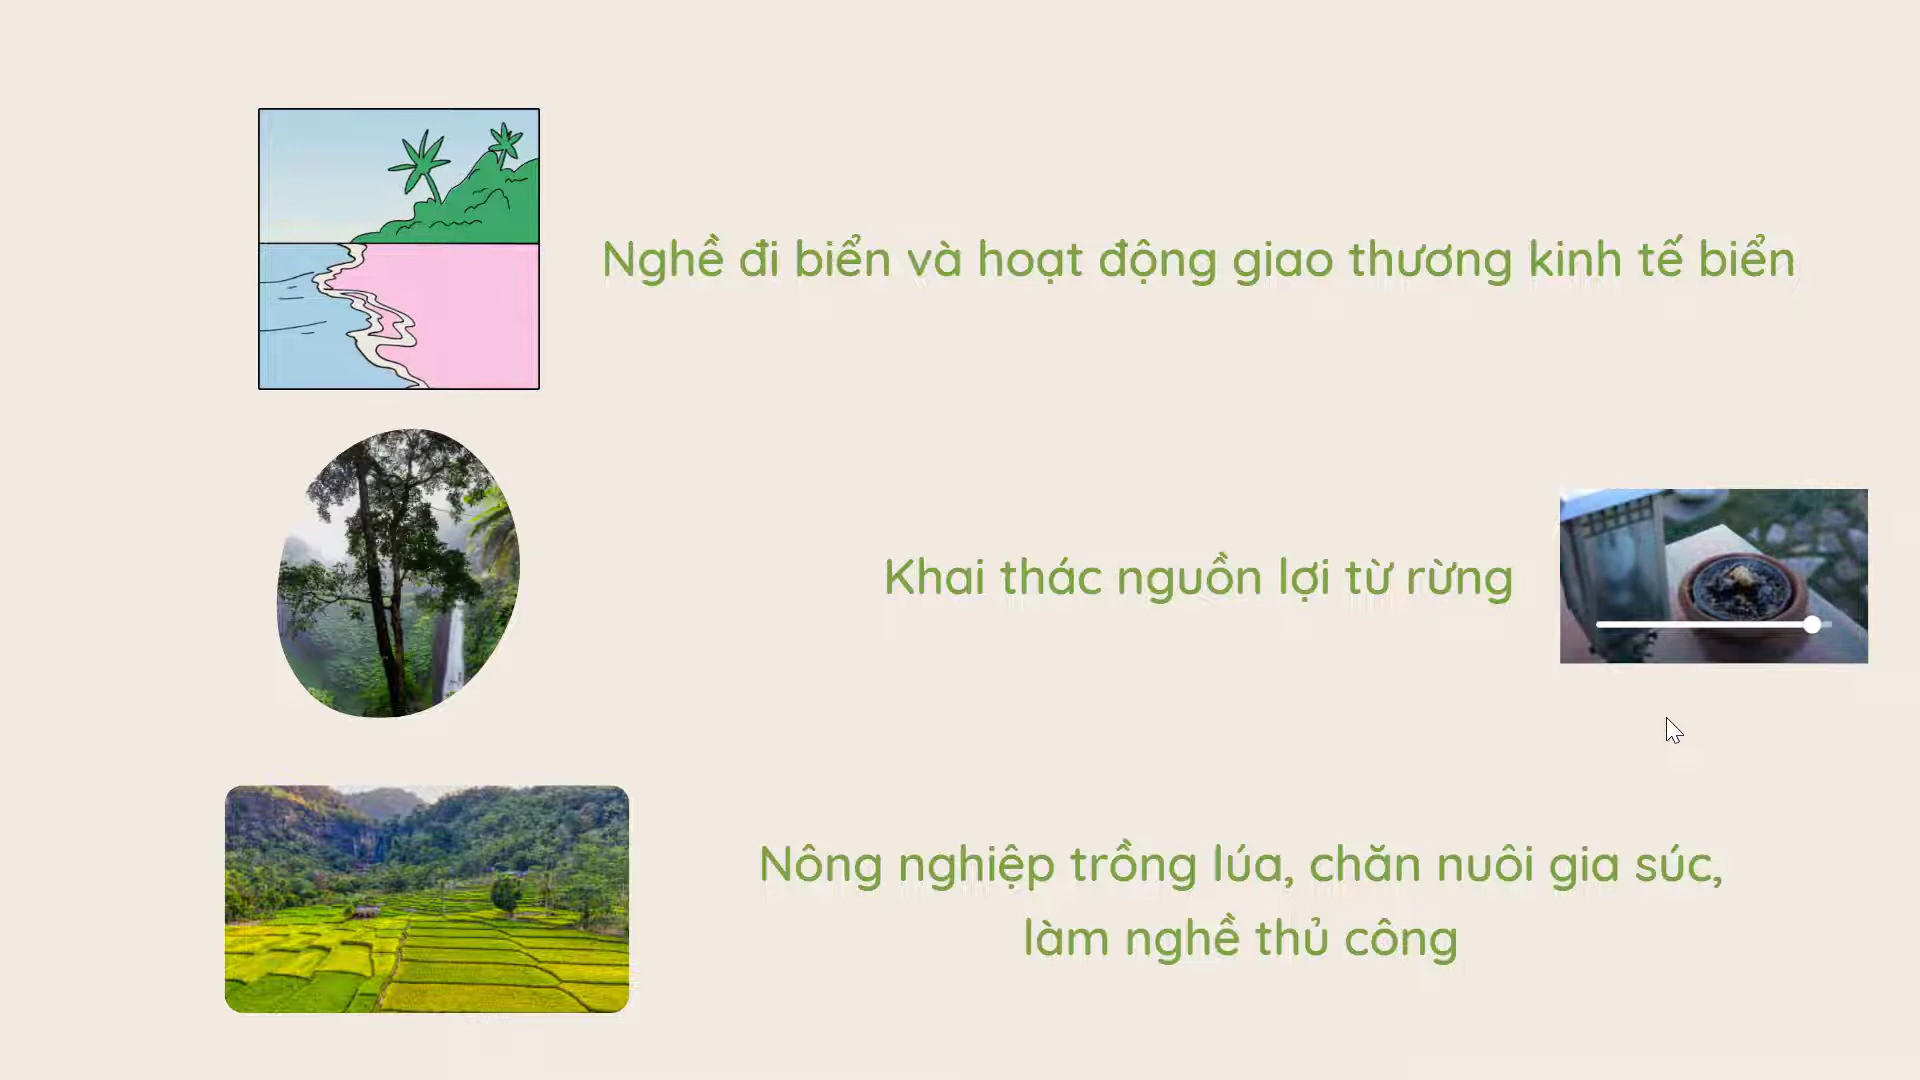 Nghề đi biển và hoạt động giao thương kinh tế biển
Khai thác nguồn lợi từ rừng
Nông nghiệp trồng lúa, chăn nuôi gia súc,
làm nghề thủ công